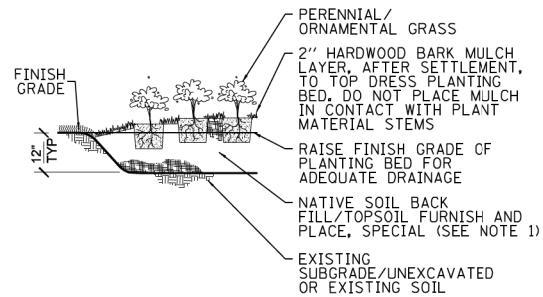 PERENNIAL/
ORNAMENTAL GRASS
2" HARDWOOD BARK MULCH
LAYER, AFTER SETTLEMENT,
TO TOP DRESS PLANTING
BED. DO NOT PLACE MULCH
IN CONTACT WITH PLANT
MATERIAL STEMS
FINISH
GRADE
12"
TYP
RAISE FINISH GRADE OF
PLANTING BED FOR
ADEQUATE DRAINAGE
NATIVE SOIL BACK
FILL/TOPSOIL FURNISH AND
PLACE, SPECIAL (SEE NOTE 1)
EXISTING
SUBGRADE/UNEXCAVATED
OR EXISTING SOIL